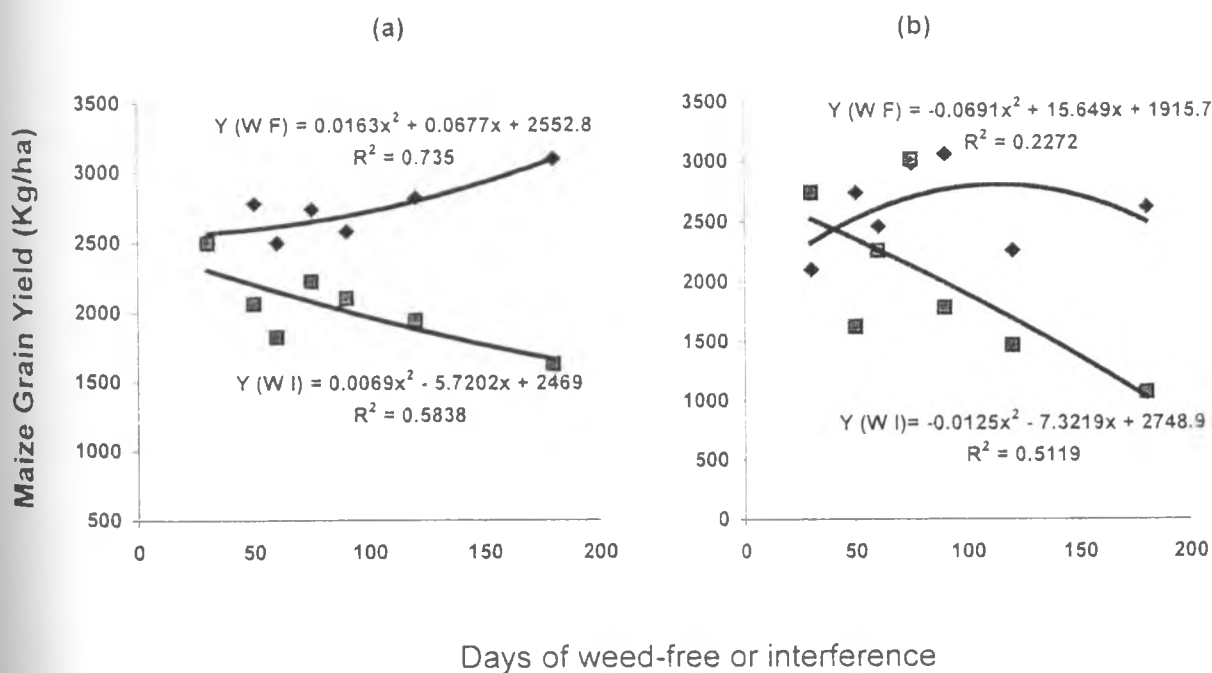 (a)
(b)
Maize Grain Yield (Kg/ha)
3500
3000
2500
2000
1500
1000
500
Y (W F) = 0.0163x² + 0.0677x + 2552.8
R² = 0.735
Y (W I) = 0.0069x² - 5.7202x + 2469
R² = 0.5838
0
50
100
150
200
3500
3000
2500
2000
1500
1000
500
0
Y (W F) = -0.0691x² + 15.649x + 1915.7
R² = 0.2272
Y (W I)= -0.0125x² - 7.3219x + 2748.9
R² = 0.5119
0
50
100
150
200
Days of weed-free or interference